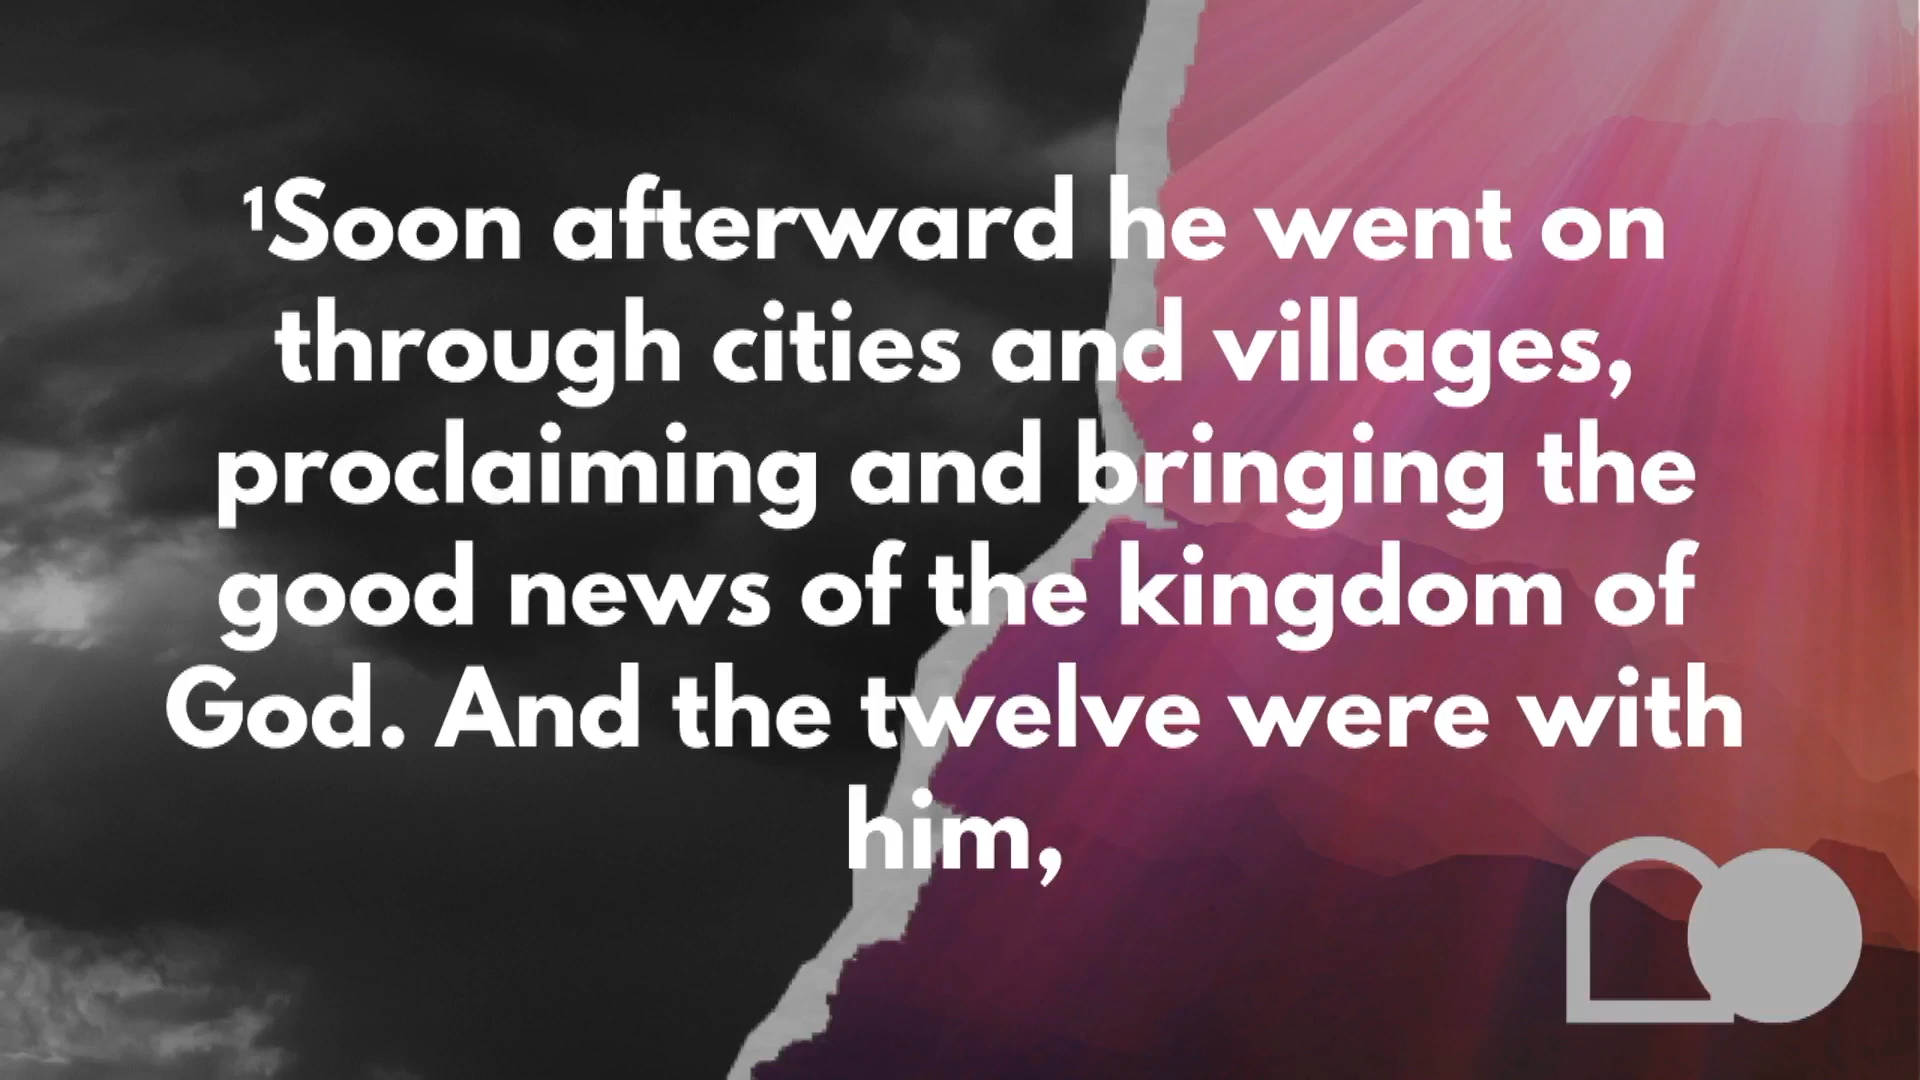 ¹Soon afterward he went on
through cities and villages,
proclaiming and bringing the
good news of the kingdom of
God. And the twelve were with
him,